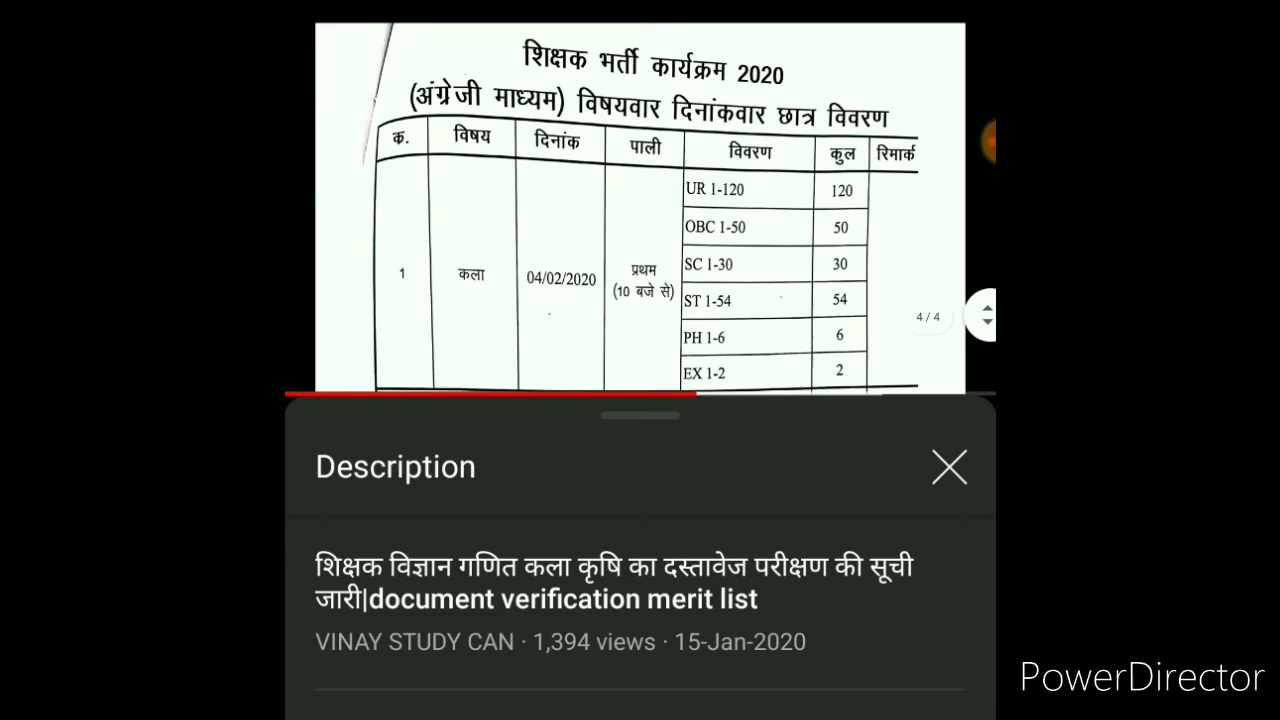 शिक्षक भर्ती कार्यक्रम 2020
(अंग्रेजी माध्यम) विषयवार दिनांकवार छात्र विवरण
क. विषय दिनांक पाली विवरण कुल रिमार्क
UR 1-120 120
OBC 1-50 50
1 कला 04/02/2020 प्रथम (10 बजे से) SC 1-30 30
ST 1-54 54
PH 1-6 6
EX 1-2 2
4 / 4
Description
शिक्षक विज्ञान गणित कला कृषि का दस्तावेज परीक्षण की सूची
जारी|document verification merit list
VINAY STUDY CAN · 1,394 views · 15-Jan-2020
PowerDirector